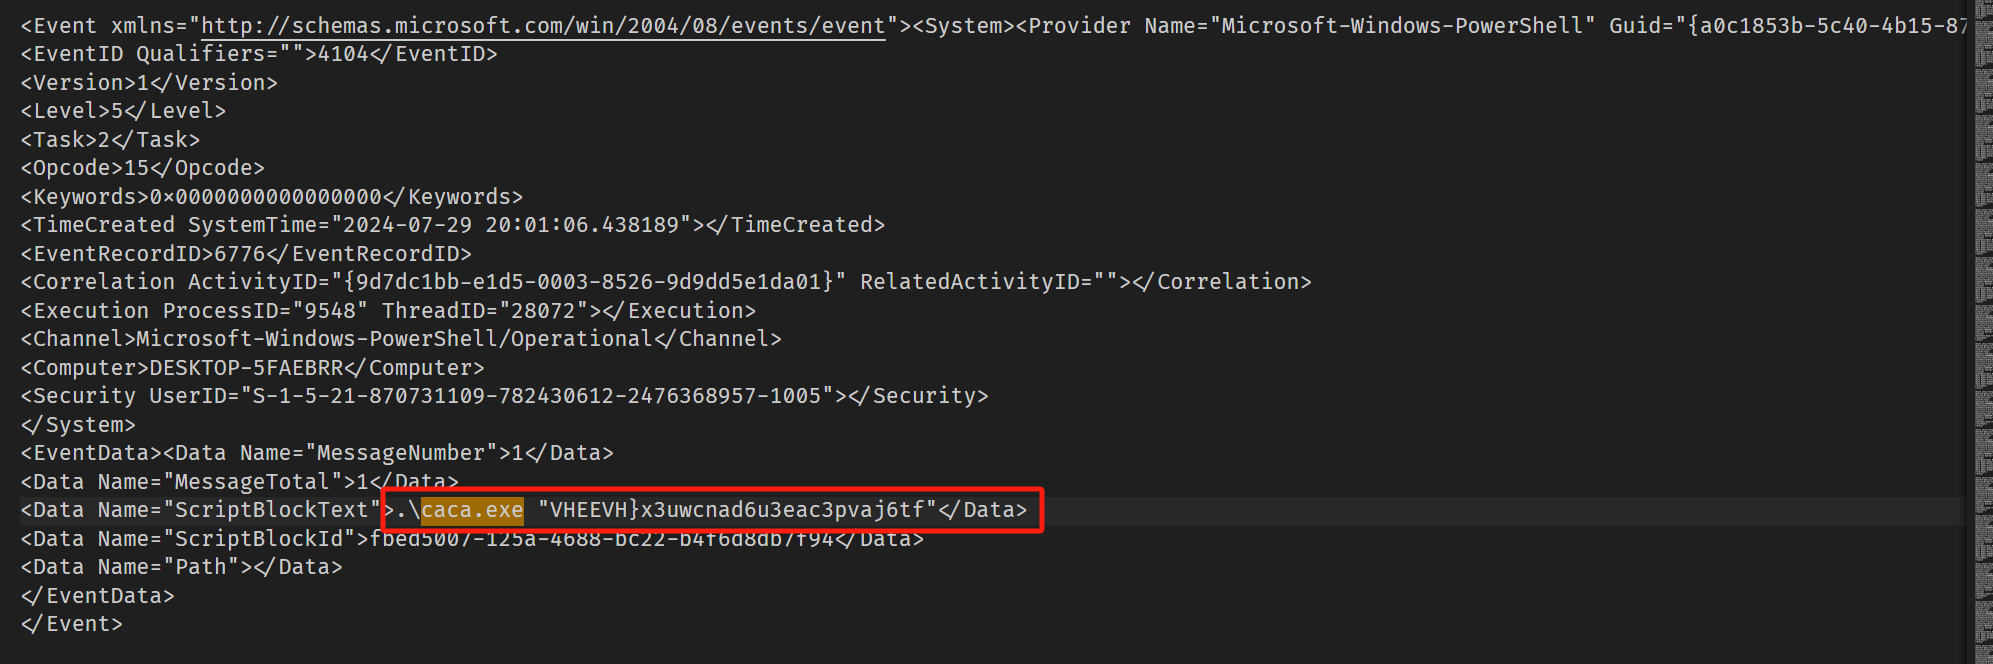 <Event xmlns="http://schemas.microsoft.com/win/2004/08/events/event"><System><Provider Name="Microsoft-Windows-PowerShell" Guid="{a0c1853b-5c40-4b15-87
<EventID Qualifiers="">4104</EventID>
<Version>1</Version>
<Level>5</Level>
<Task>2</Task>
<Opcode>15</Opcode>
<Keywords>0x0000000000000000</Keywords>
<TimeCreated SystemTime="2024-07-29 20:01:06.438189"></TimeCreated>
<EventRecordID>6776</EventRecordID>
<Correlation ActivityID="{9d7dc1bb-e1d5-0003-8526-9d9dd5e1da01}" RelatedActivityID=""></Correlation>
<Execution ProcessID="9548" ThreadID="28072"></Execution>
<Channel>Microsoft-Windows-PowerShell/Operational</Channel>
<Computer>DESKTOP-5FAEBRR</Computer>
<Security UserID="S-1-5-21-870731109-782430612-2476368957-1005"></Security>
</System>
<EventData><Data Name="MessageNumber">1</Data>
<Data Name="MessageTotal">1</Data>
<Data Name="ScriptBlockText">.\caca.exe "VHEEVH}x3uwcnad6u3eac3pvaj6tf"</Data>
<Data Name="ScriptBlockId">fbed5007-125a-4688-bc22-b4f6d8db7f94</Data>
<Data Name="Path"></Data>
</EventData>
</Event>